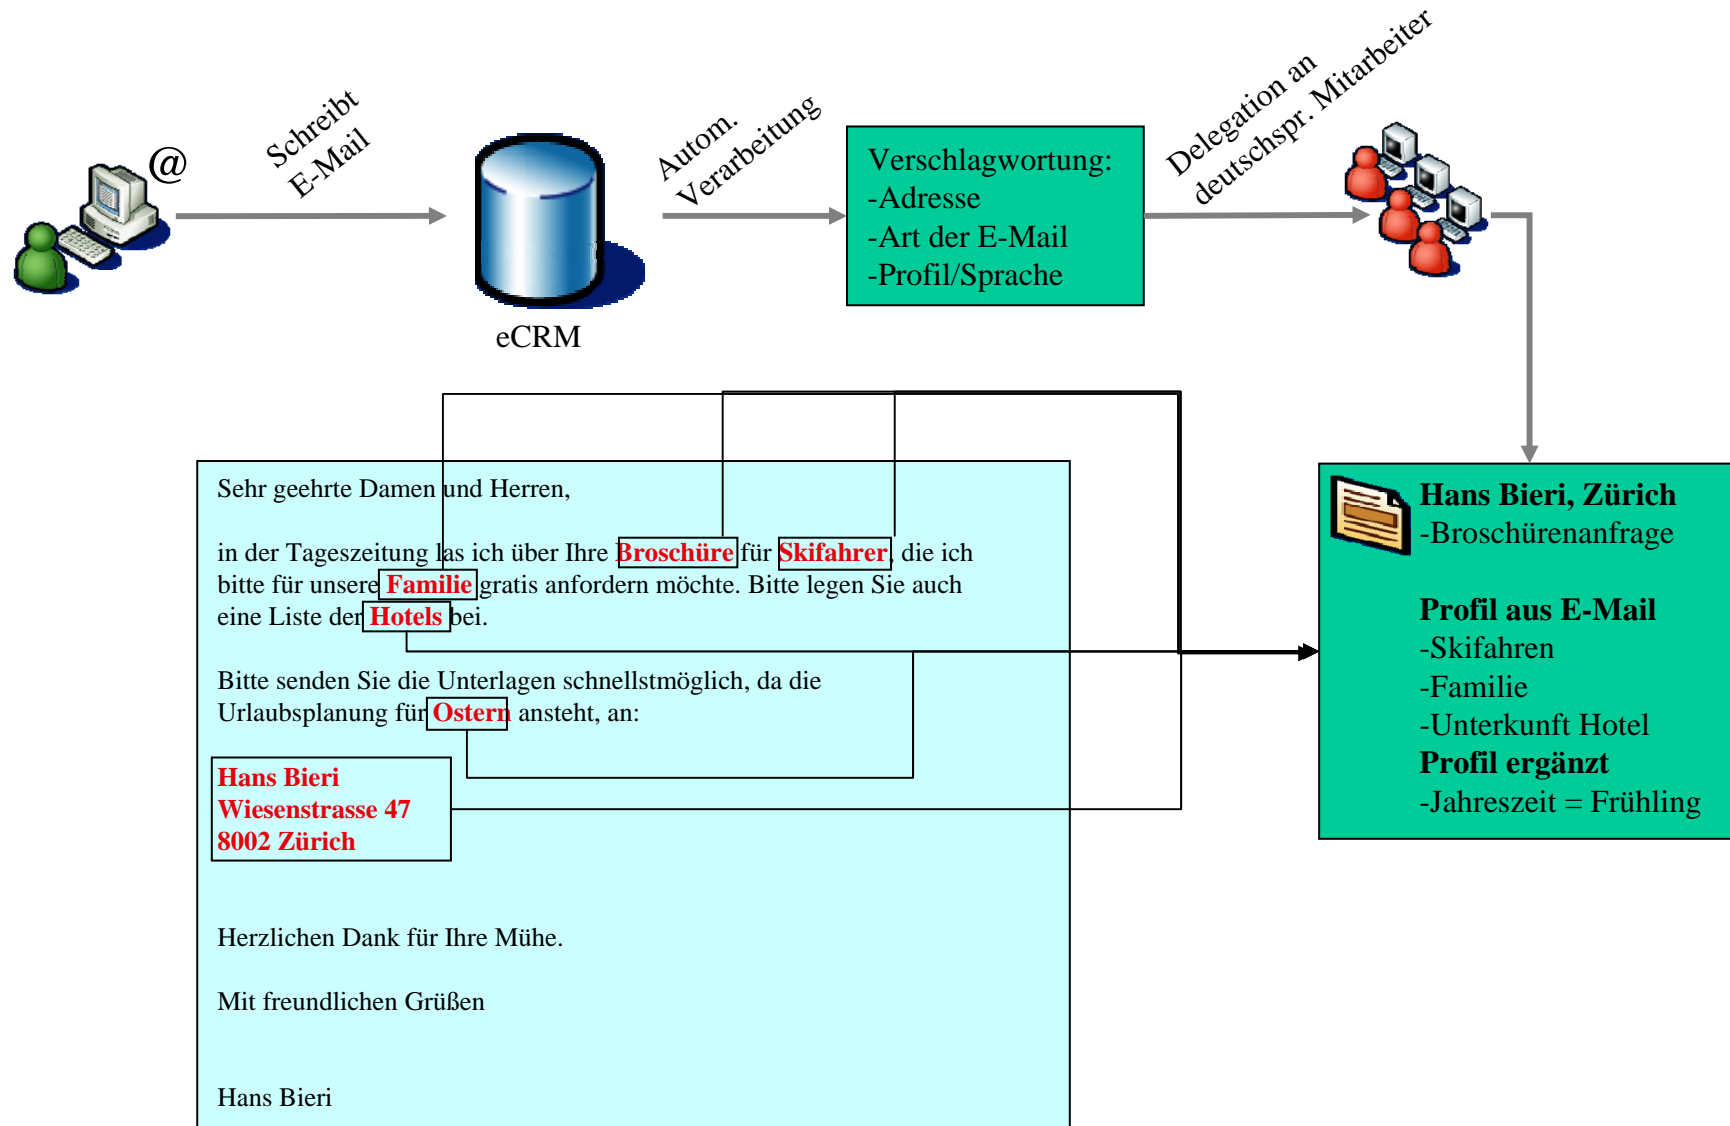 @
Schreibt
E-Mail
Autom.
Verarbeitung
Delegation an
deutschspr. Mitarbeiter
eCRM
Verschlagwortung:
-Adresse
-Art der E-Mail
-Profil/Sprache
Sehr geehrte Damen und Herren,
in der Tageszeitung las ich über Ihre Broschüre für Skifahrer, die ich
bitte für unsere Familie gratis anfordern möchte. Bitte legen Sie auch
eine Liste der Hotels bei.
Bitte senden Sie die Unterlagen schnellstmöglich, da die
Urlaubsplanung für Ostern ansteht, an:
Hans Bieri
Wiesenstrasse 47
8002 Zürich
Herzlichen Dank für Ihre Mühe.
Mit freundlichen Grüßen
Hans Bieri
Hans Bieri, Zürich
-Broschürenanfrage
Profil aus E-Mail
-Skifahren
-Familie
-Unterkunft Hotel
Profil ergänzt
-Jahreszeit = Frühling